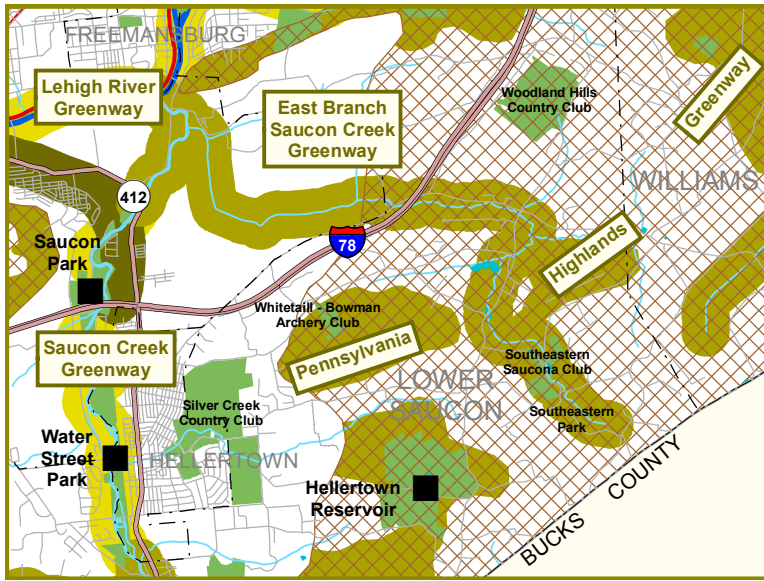 FREEMANSBURG
Lehigh River
Greenway
East Branch
Saucon Creek
Greenway
Woodland Hills
Country Club
Greenway
WILLIAMS
412
78
Saucon
Park
Highlands
Whitetaill - Bowman
Archery Club
Saucon Creek
Greenway
Pennsylvania
Southeastern
Saucona Club
LOWER
SAUCON
Silver Creek
Country Club
Southeastern
Park
Water
Street
Park
HELLERTOWN
Hellertown
Reservoir
BUCKS COUNTY